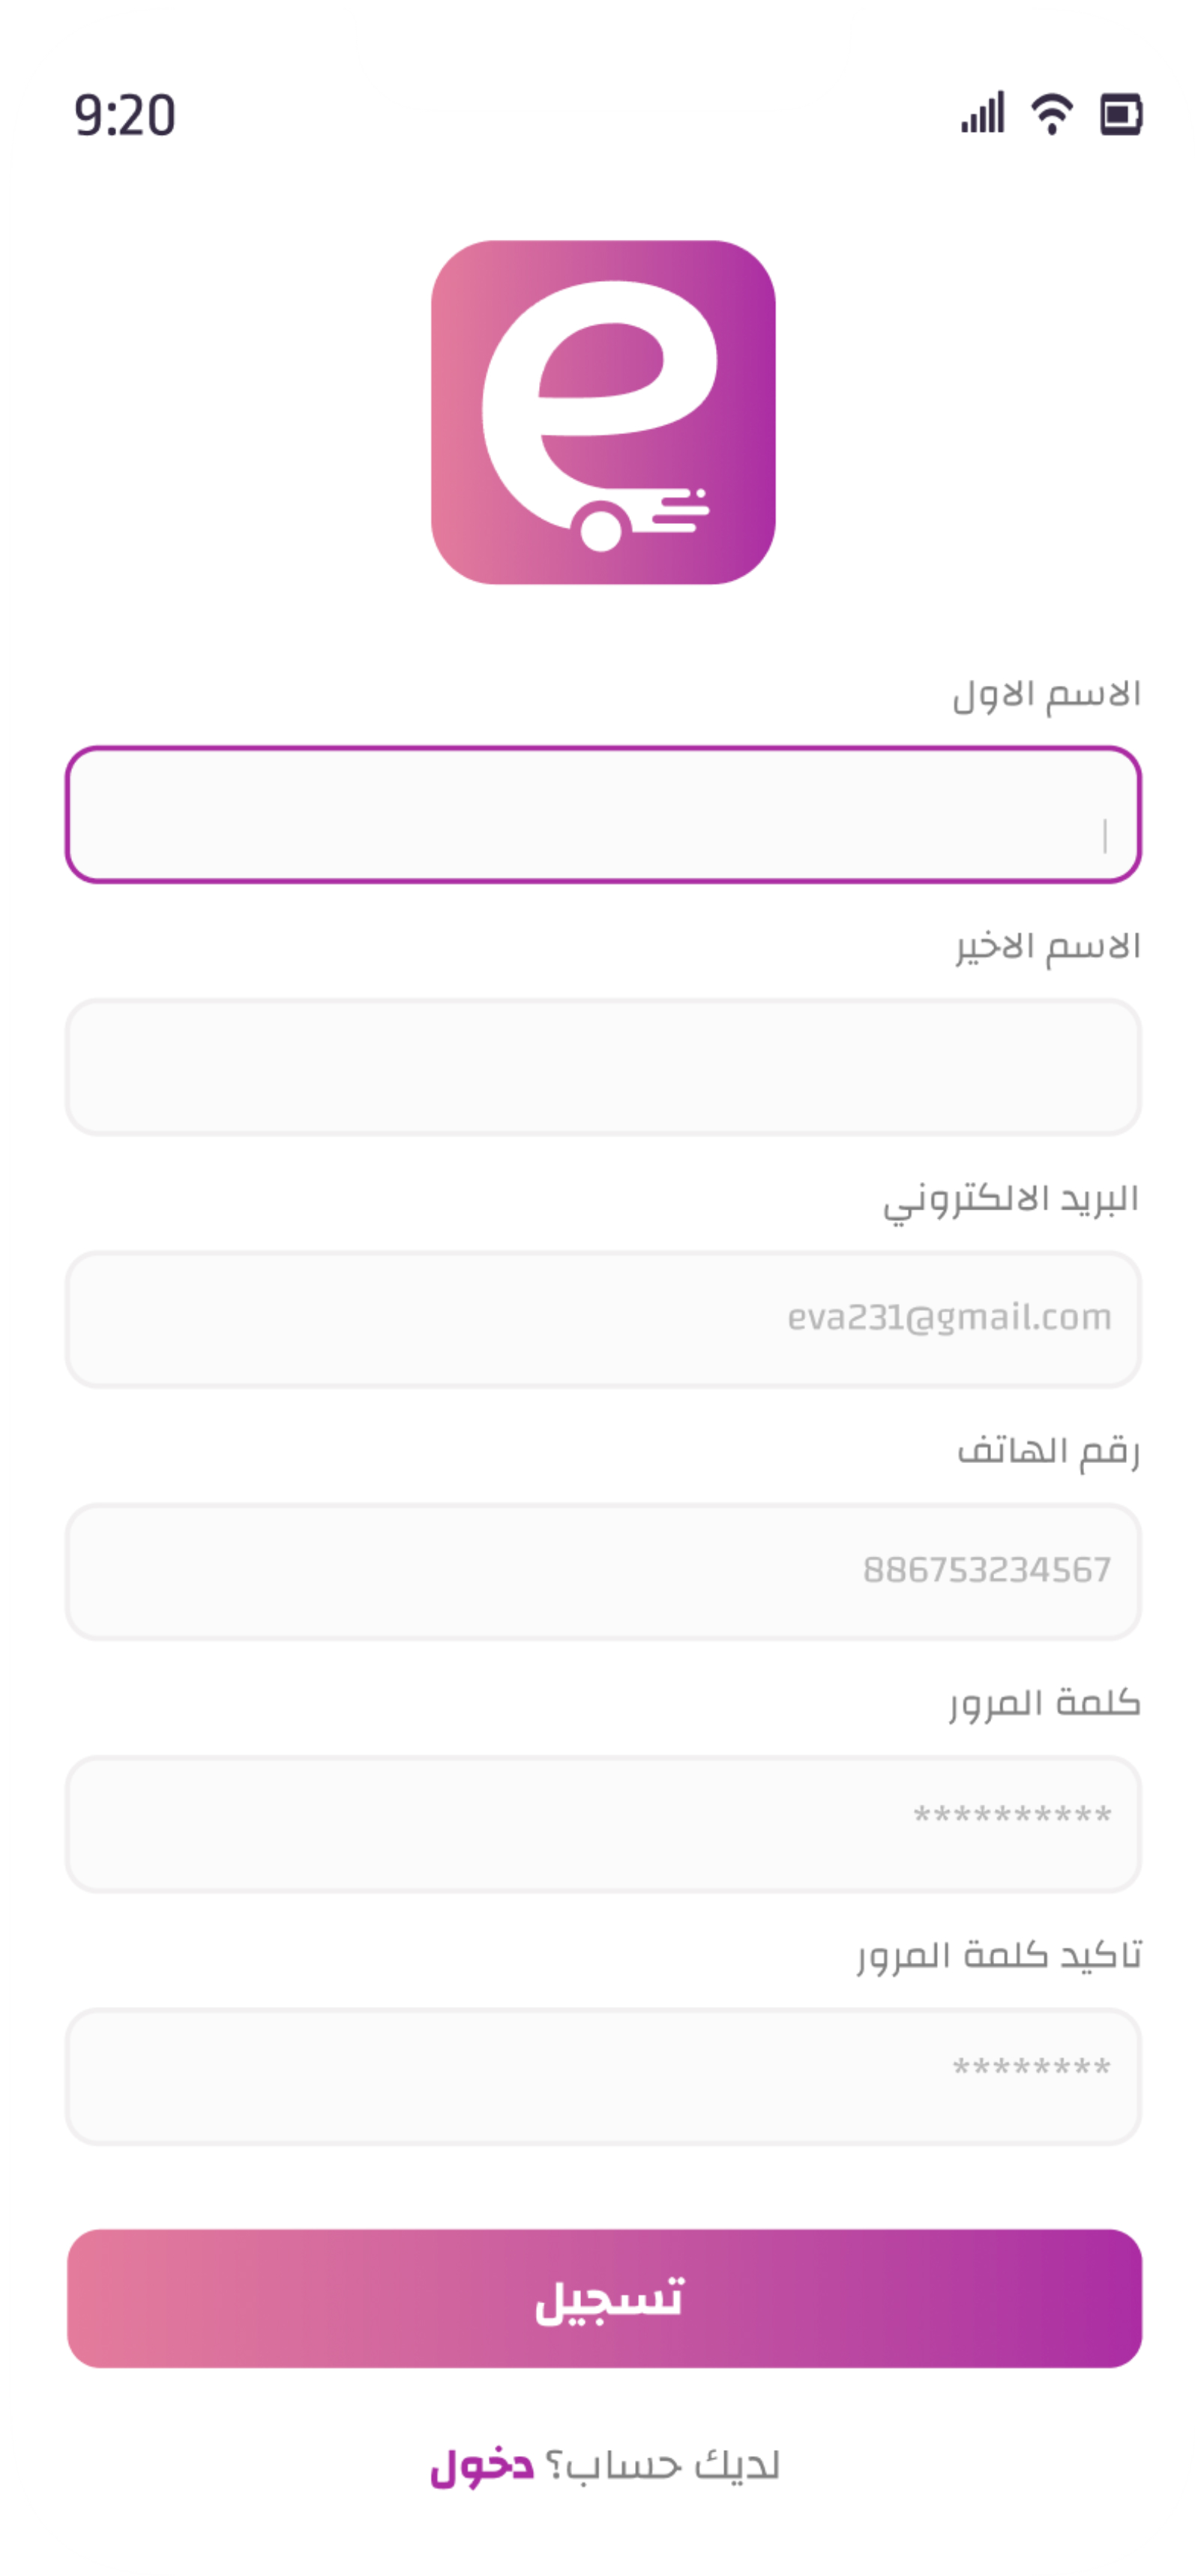 9:20
e
الاسم الاول
الاسم الاخير
البريد الالكتروني
eva231@gmail.com
رقم الهاتف
886753234567
كلمة المرور
**********
تاكيد كلمة المرور
********
تسجيل
لديك حساب؟ دخول